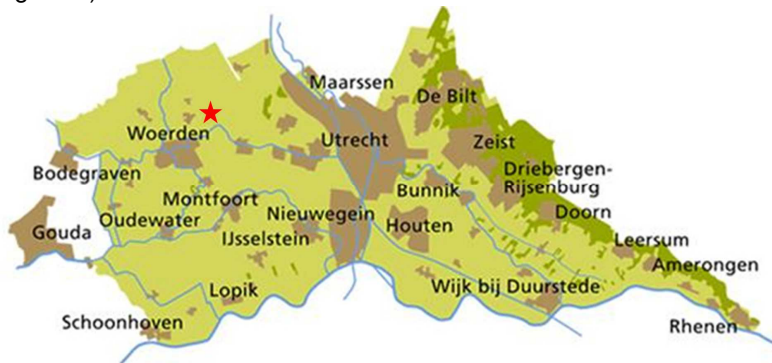 Maarssen
De Bilt
Woerden
Utrecht
Zeist
Bodegraven
Driebergen-
Rijsenburg
Bunnik
Montfoort
Doorn
Oudewater
Nieuwegein
Houten
Gouda
IJsselstein
Leersum
Amerongen
Lopik
Wijk bij Duurstede
Schoonhoven
Rhenen